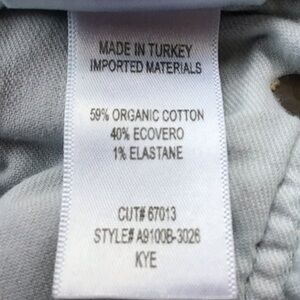 MADE IN TURKEY
IMPORTED MATERIALS
59% ORGANIC COTTON
40% ECOVERO
1% ELASTANE
CUT# 67013
STYLE# A9100B-3026
KYE